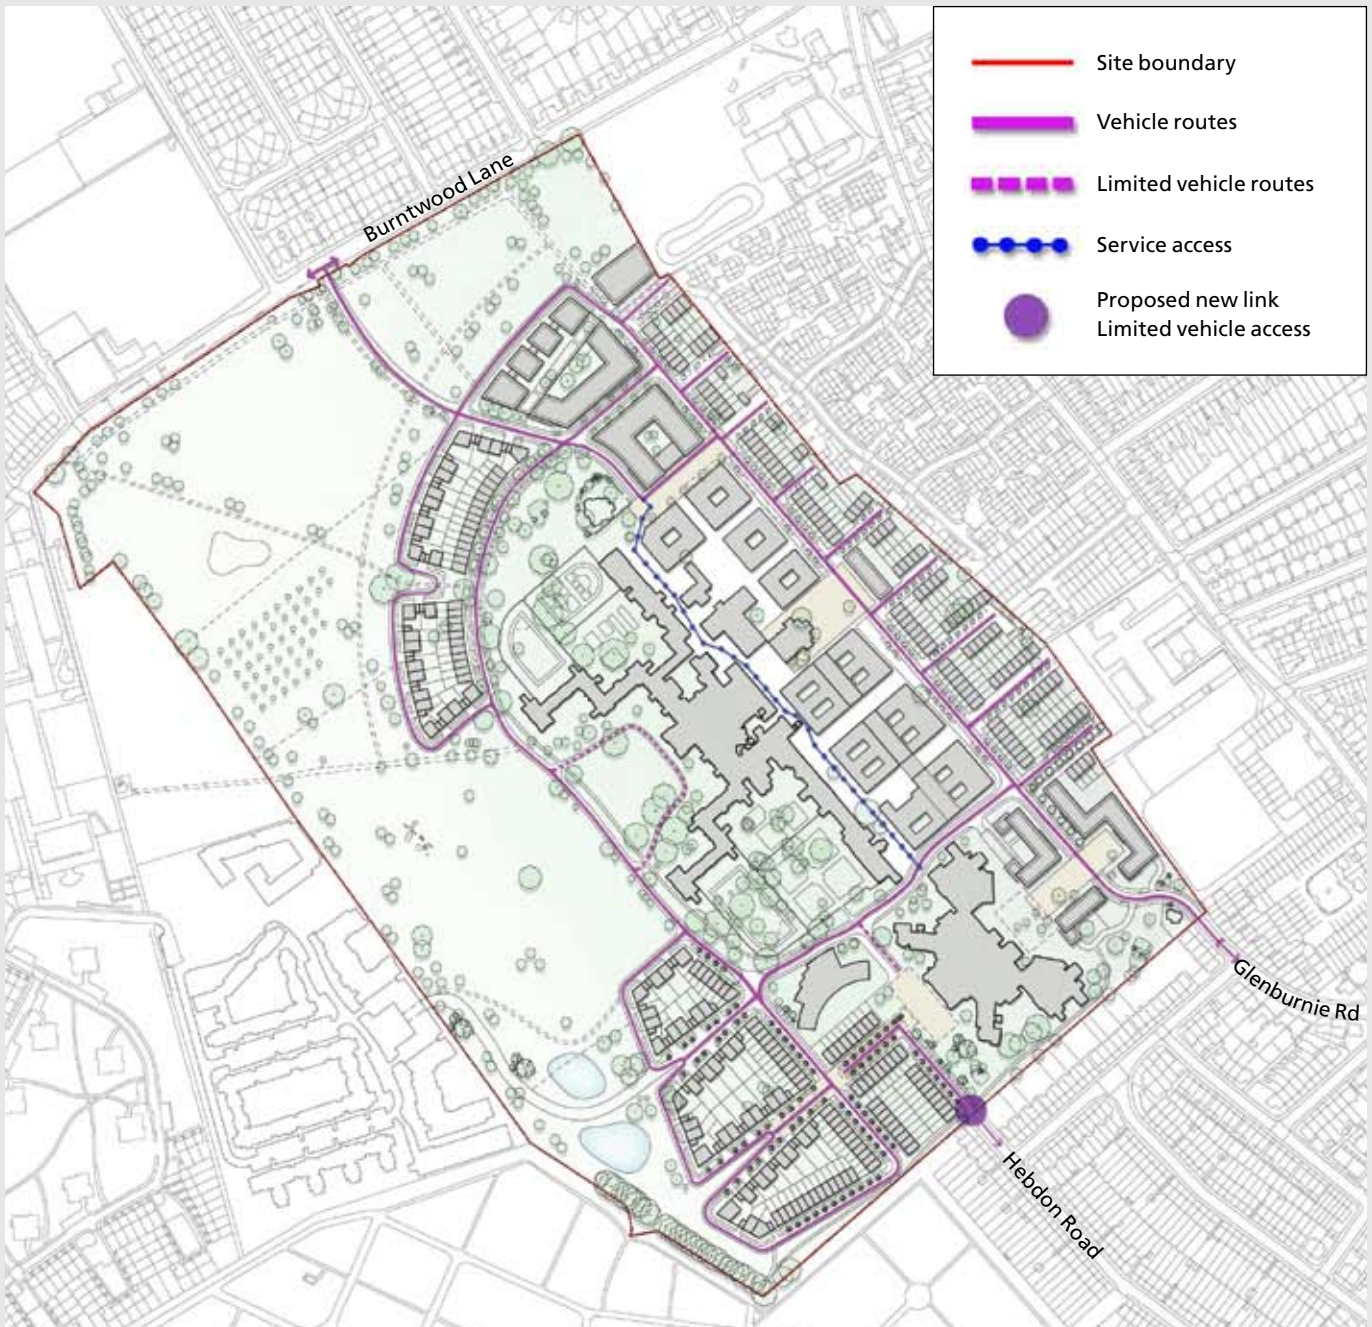 Site boundary
Vehicle routes
Limited vehicle routes
Service access
Proposed new link
Limited vehicle access
Burntwood Lane
Glenburnie Rd
Hebdon Road